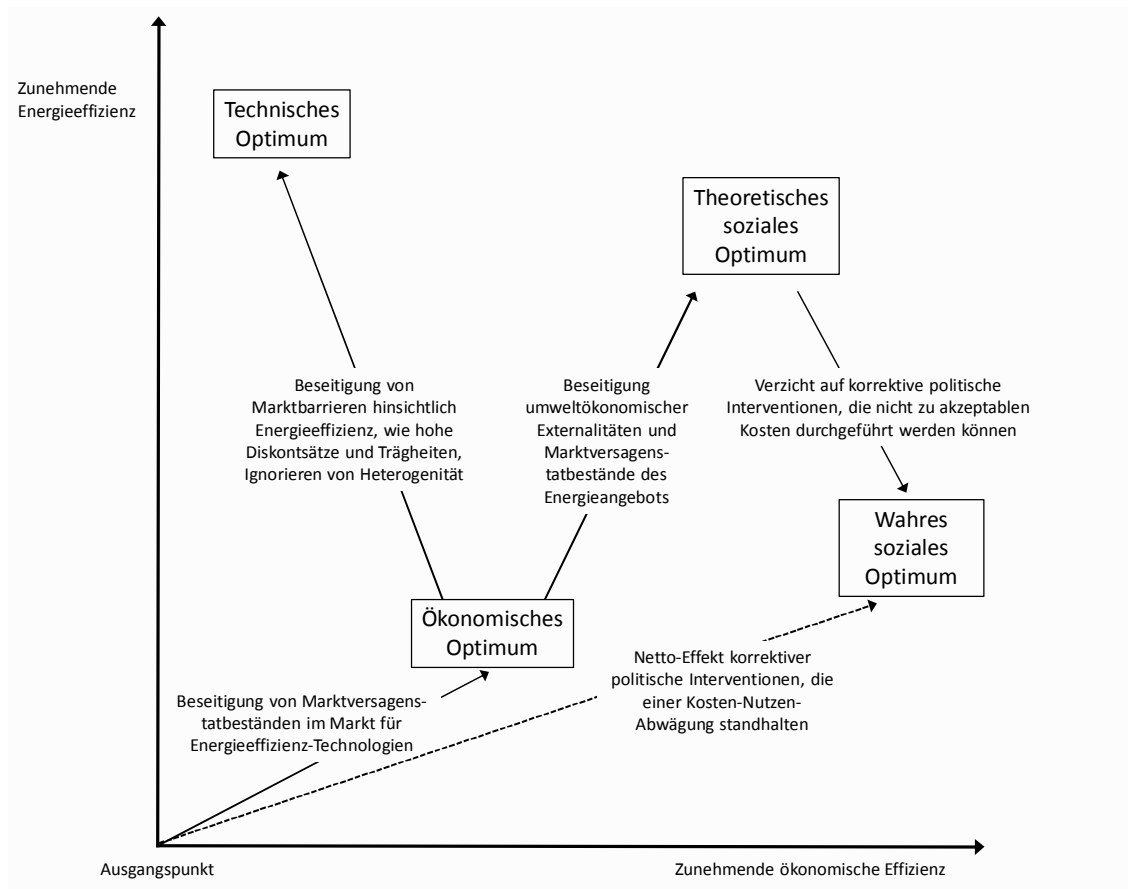 Zunehmende
Energieeffizienz
Technisches
Optimum
Theoretisches
soziales
Optimum
Beseitigung von
Marktbarrieren hinsichtlich
Energieeffizienz, wie hohe
Diskontsätze und Trägheiten,
Ignorieren von Heterogenität
Beseitigung
umweltökonomischer
Externalitäten und
Marktversagens-
tatbestände des
Energieangebots
Verzicht auf korrektive politische
Interventionen, die nicht zu akzeptablen
Kosten durchgeführt werden können
Wahres
soziales
Optimum
Ökonomisches
Optimum
Netto-Effekt korrektiver
politische Interventionen, die
einer Kosten-Nutzen-
Abwägung standhalten
Beseitigung von Marktversagens-
tatbeständen im Markt für
Energieeffizienz-Technologien
Ausgangspunkt
Zunehmende ökonomische Effizienz